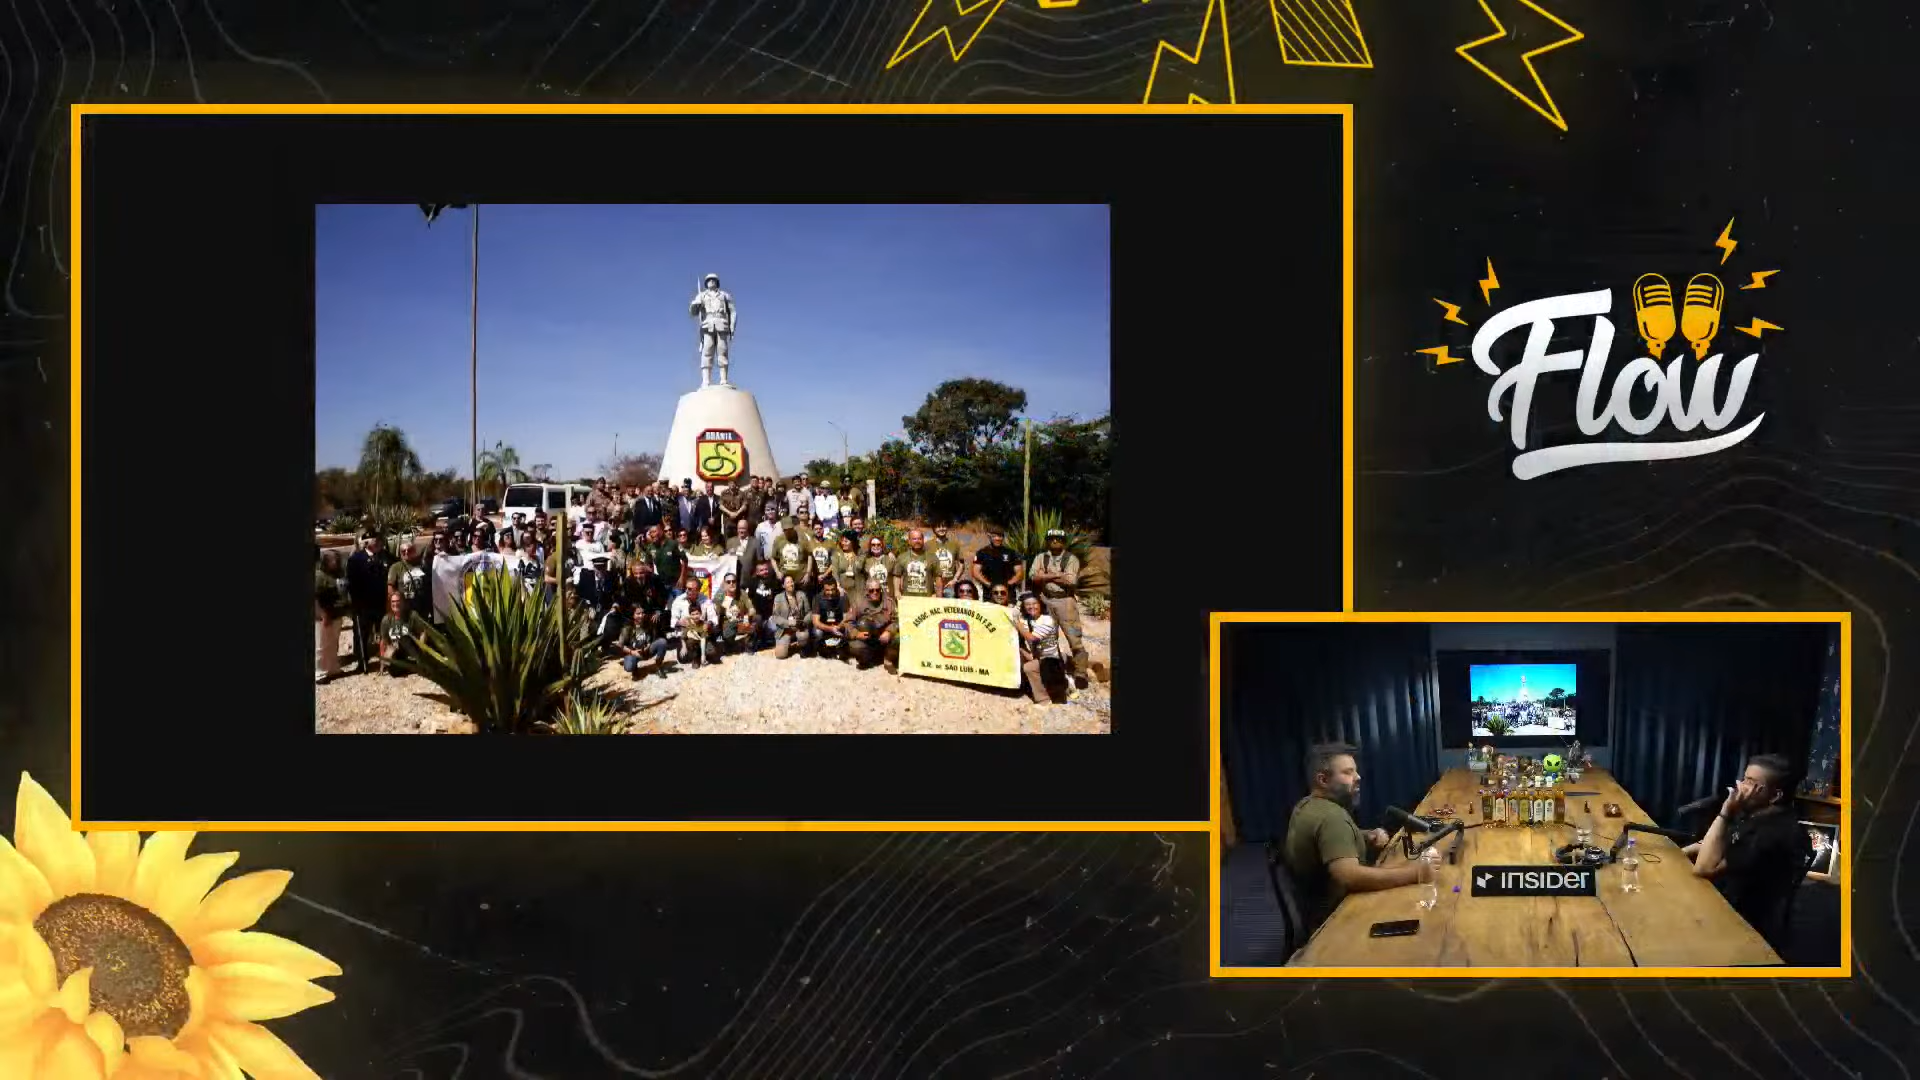 Flow
BRASIL
ASSOC. NAC. VETERANOS DA F.E.B
BRASIL
S.R. DE SÃO LUIS - MA
INSIDER